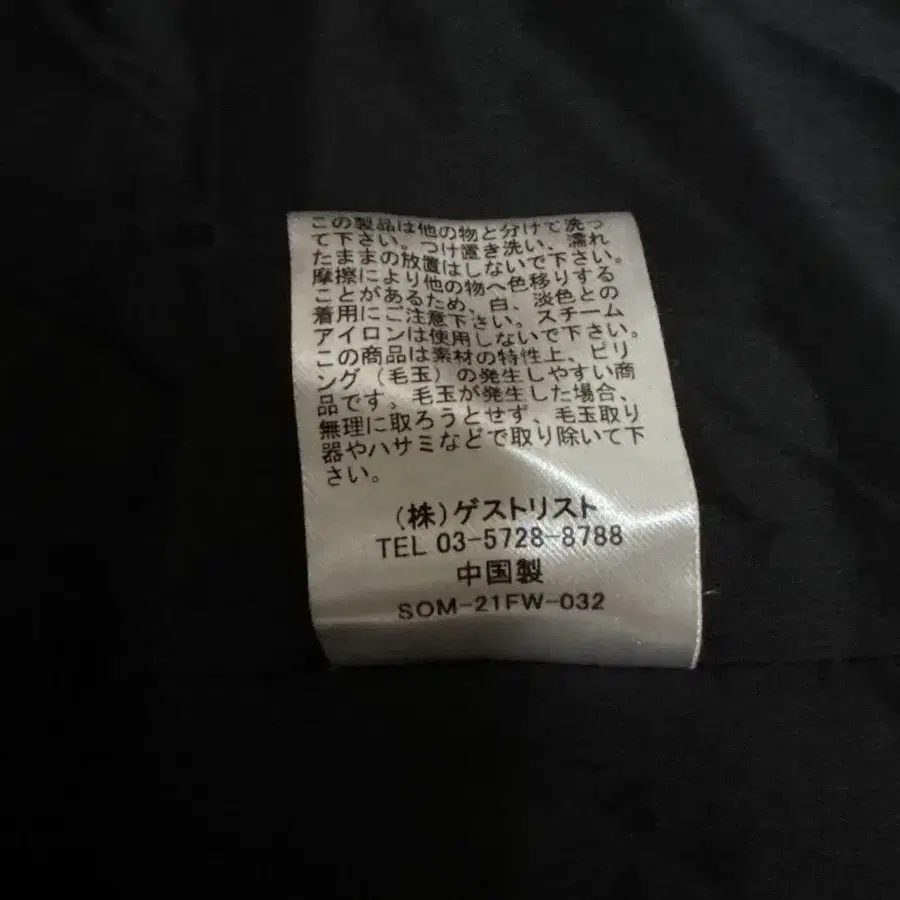 この製品は他の物と分けて洗っ
て下さい。つけ置き洗い、濡れ
たままの放置はしないで下さい。
摩擦により他の物へ色移りする
ことがあるため、白、淡色との
着用にご注意下さい。スチーム
アイロンは使用しないで下さい。
この商品は素材の特性上、ピリ
ング（毛玉）の発生しやすい商
品です。毛玉が発生した場合、
無理に取ろうとせず、毛玉取り
器やハサミなどで取り除いて下
さい。
（株）ゲストリスト
TEL 03-5728-8788
中国製
SOM-21FW-032